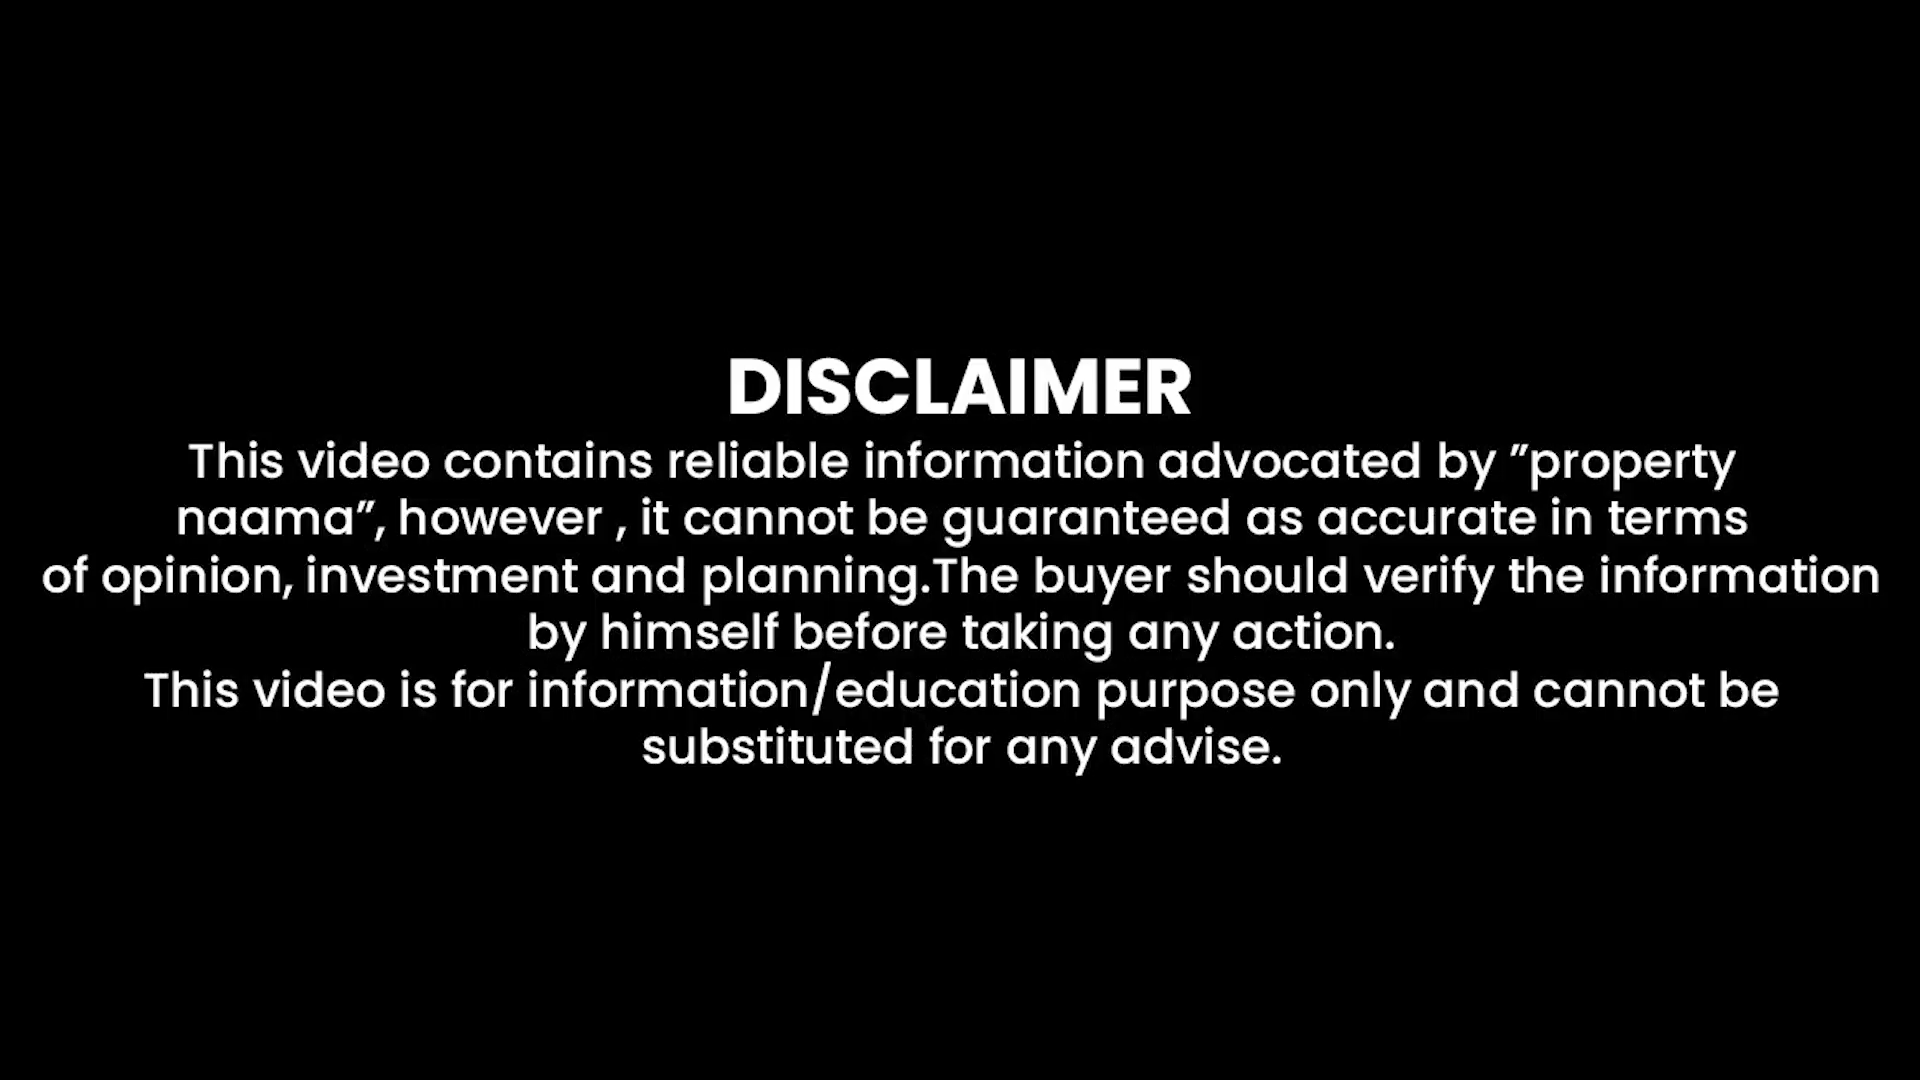 DISCLAIMER
This video contains reliable information advocated by ”property
naama”, however , it cannot be guaranteed as accurate in terms
of opinion, investment and planning.The buyer should verify the information
by himself before taking any action.
This video is for information/education purpose only and cannot be
substituted for any advise.